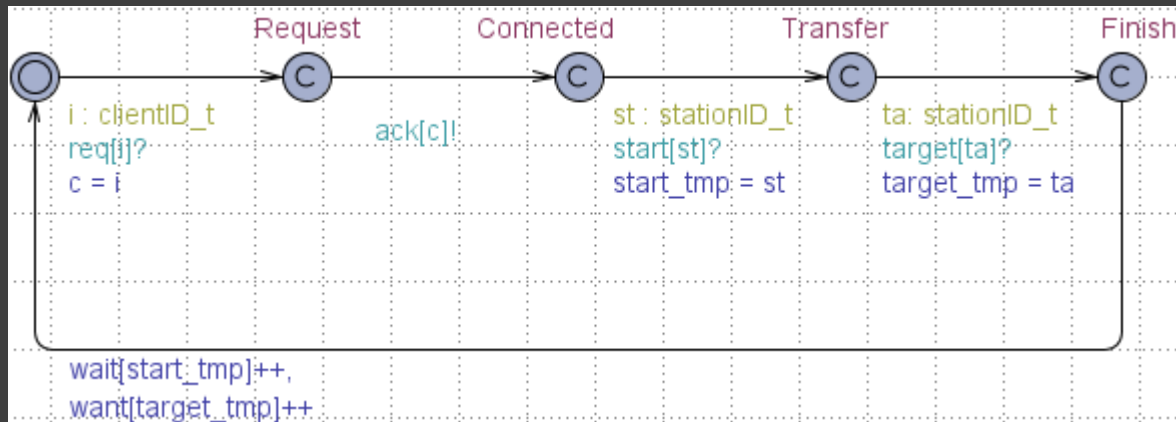 Request
Connected
Transfer
Finish
C
C
C
C
i : clientID_t
req[i]?
c = i
ack[c]!
st : stationID_t
start[st]?
start_tmp = st
ta: stationID_t
target[ta]?
target_tmp = ta
wait[start_tmp]++,
want[target_tmp]++